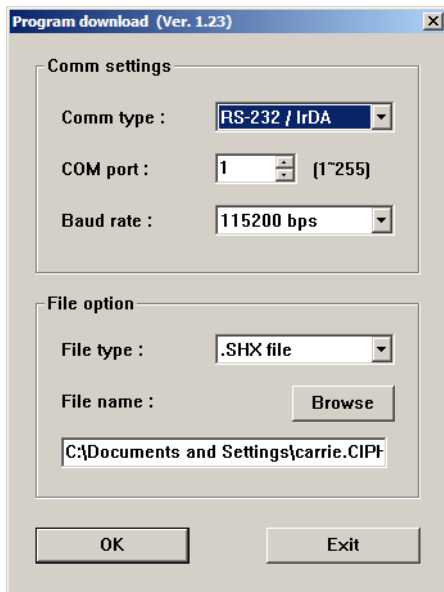 Program download (Ver. 1.23)
Comm settings
Comm type : RS-232 / IrDA
COM port : 1 (1~255)
Baud rate : 115200 bps
File option
File type : .SHX file
File name : Browse
C:\Documents and Settings\carrie.CIPH
OK Exit